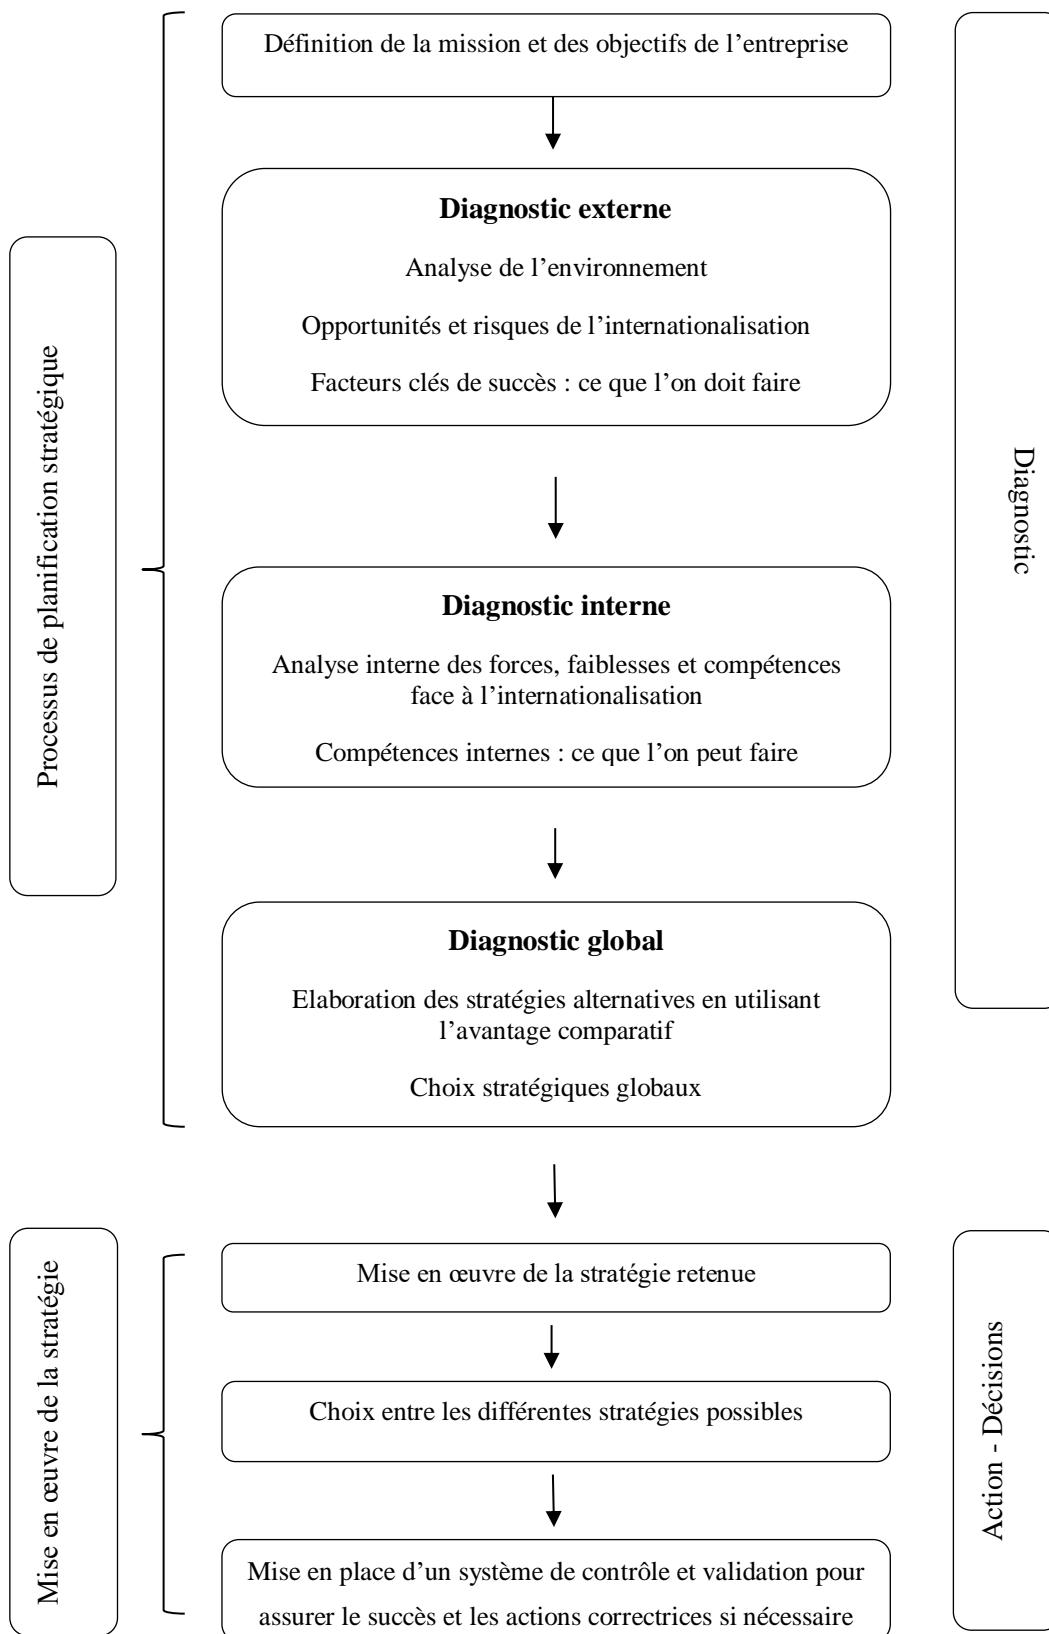 Définition de la mission et des objectifs de l’entreprise
Diagnostic externe
Analyse de l’environnement
Opportunités et risques de l’internationalisation
Facteurs clés de succès : ce que l’on doit faire
Processus de planification stratégique
Diagnostic
Diagnostic interne
Analyse interne des forces, faiblesses et compétences
face à l’internationalisation
Compétences internes : ce que l’on peut faire
Diagnostic global
Elaboration des stratégies alternatives en utilisant
l’avantage comparatif
Choix stratégiques globaux
Mise en œuvre de la stratégie
Action - Décisions
Mise en œuvre de la stratégie retenue
Choix entre les différentes stratégies possibles
Mise en place d’un système de contrôle et validation pour
assurer le succès et les actions correctrices si nécessaire